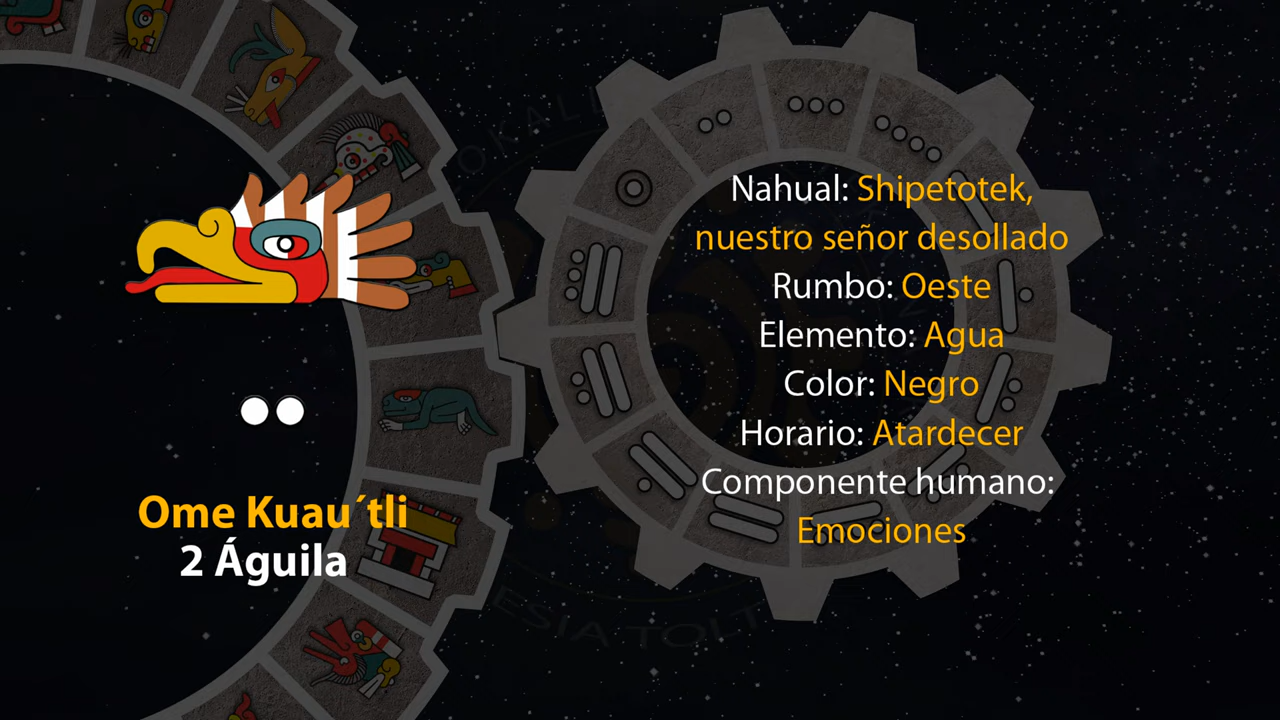 Ome Kuau´tli
2 Águila
Nahual: Shipetotek,
nuestro señor desollado
Rumbo: Oeste
Elemento: Agua
Color: Negro
Horario: Atardecer
Componente humano:
Emociones